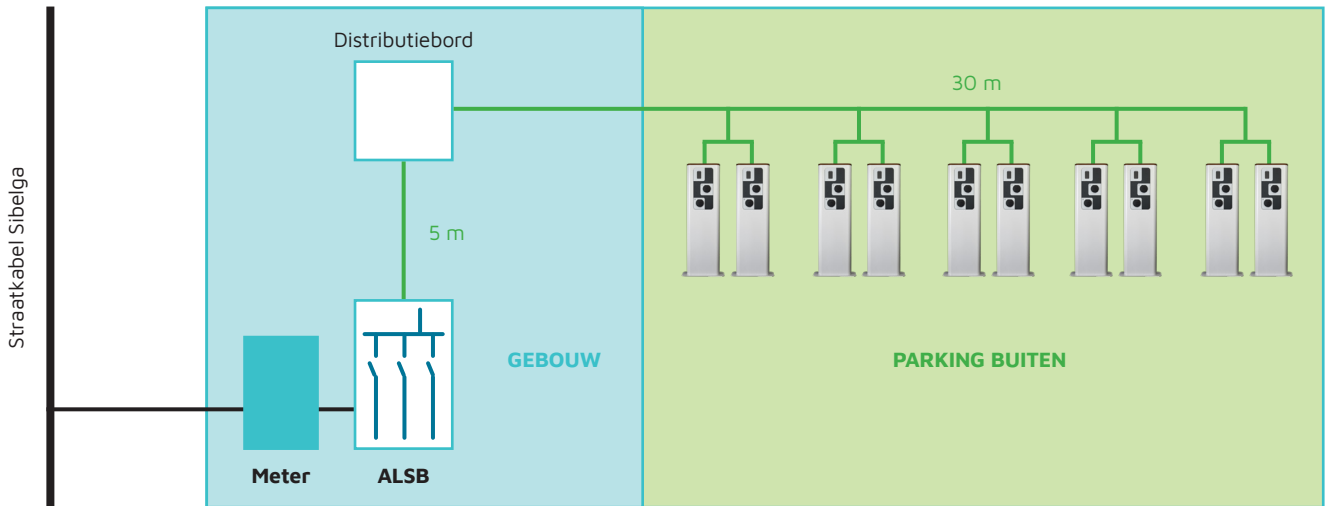 Straatkabel Sibelga
Distributiebord
30 m
5 m
GEBOUW
PARKING BUITEN
Meter
ALSB